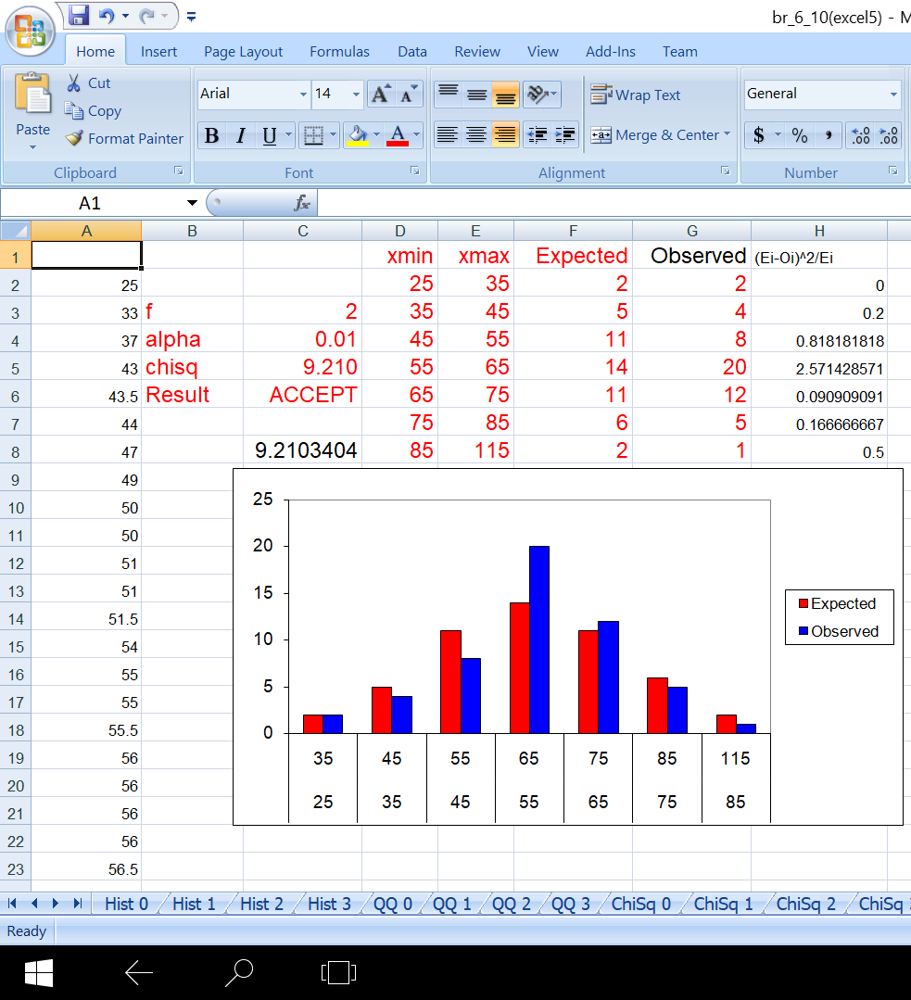 br_6_10(excel5) - M
Home Insert Page Layout Formulas Data Review View Add-Ins Team
Paste
Cut
Copy
Format Painter
Clipboard
Arial 14 A A
B I U A
Font
Wrap Text
Merge & Center
Alignment
General
$ % , .0 .00 .00 .0
Number
A1 fx
A B C D E F G H
1 xmin xmax Expected Observed (Ei-Oi)^2/Ei
2 25 25 35 2 2 0
3 33 f 2 35 45 5 4 0.2
4 37 alpha 0.01 45 55 11 8 0.818181818
5 43 chisq 9.210 55 65 14 20 2.571428571
6 43.5 Result ACCEPT 65 75 11 12 0.090909091
7 44 75 85 6 5 0.166666667
8 47 9.2103404 85 115 2 1 0.5
9 49
10 50
11 50
12 51
13 51
14 51.5
15 54
16 55
17 55
18 55.5
19 56
20 56
21 56
22 56
23 56.5
25
20
15
10
5
0
35 45 55 65 75 85 115
25 35 45 55 65 75 85
Expected
Observed
Hist 0 Hist 1 Hist 2 Hist 3 QQ 0 QQ 1 QQ 2 QQ 3 ChiSq 0 ChiSq 1 ChiSq 2 ChiSq
Ready